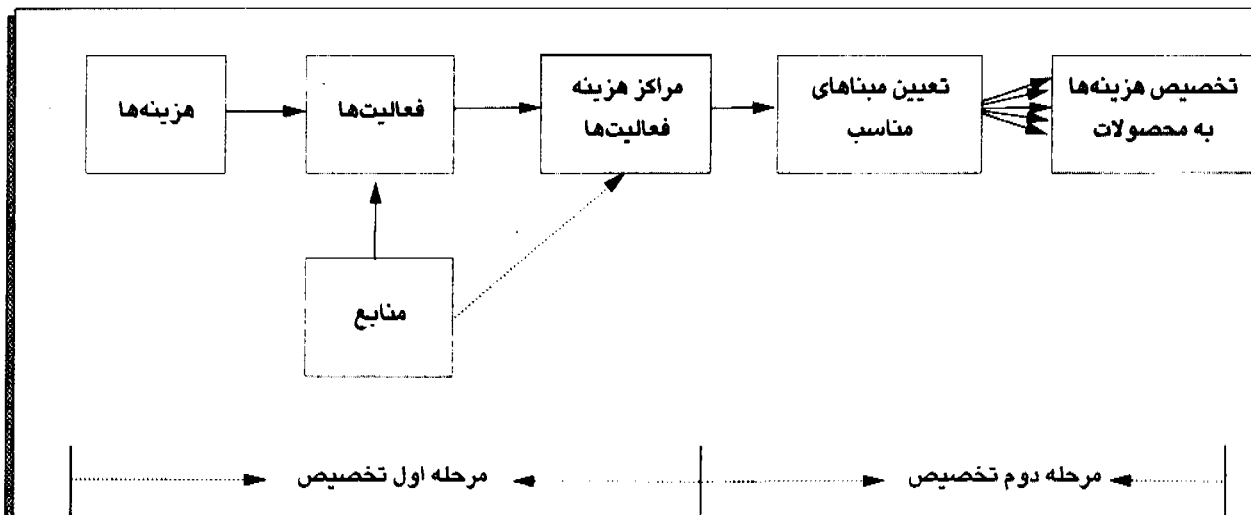 هزینه‌ها
فعالیت‌ها
مراکز هزینه
فعالیت‌ها
تعیین مبناهای
مناسب
تخصیص هزینه‌ها
به محصولات
منابع
مرحله اول تخصیص
مرحله دوم تخصیص